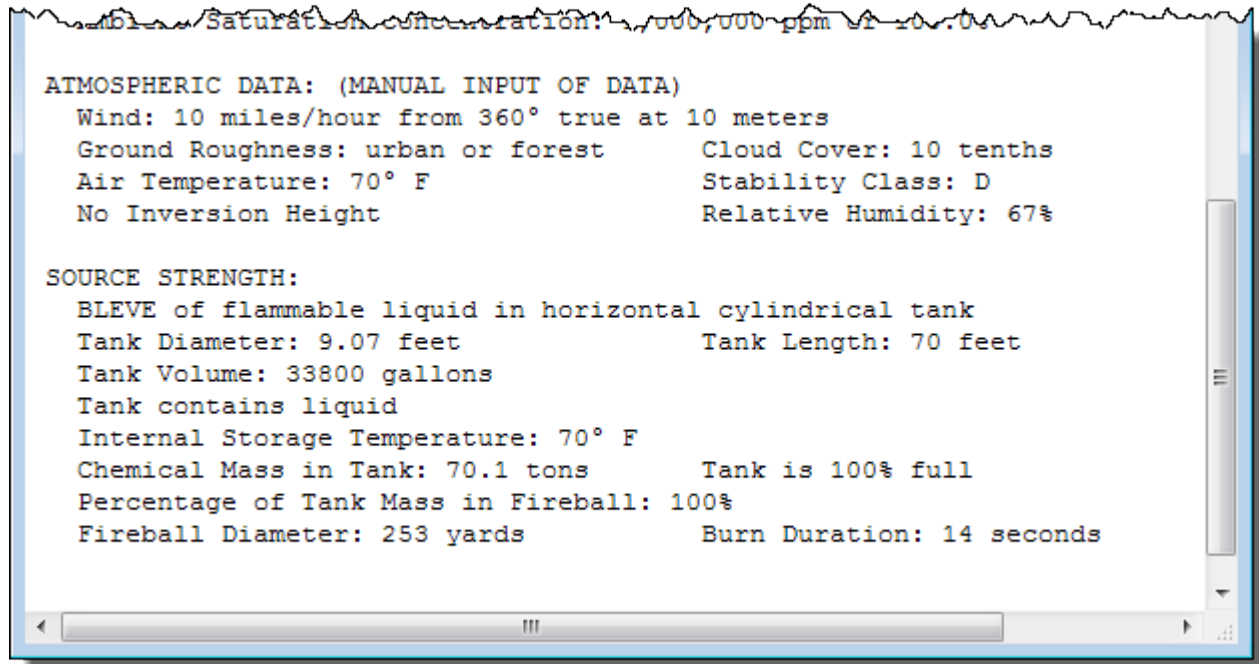 Saturation Concentration: ppm
ATMOSPHERIC DATA: (MANUAL INPUT OF DATA)
Wind: 10 miles/hour from 360° true at 10 meters
Ground Roughness: urban or forest Cloud Cover: 10 tenths
Air Temperature: 70° F Stability Class: D
No Inversion Height Relative Humidity: 67%
SOURCE STRENGTH:
BLEVE of flammable liquid in horizontal cylindrical tank
Tank Diameter: 9.07 feet Tank Length: 70 feet
Tank Volume: 33800 gallons
Tank contains liquid
Internal Storage Temperature: 70° F
Chemical Mass in Tank: 70.1 tons Tank is 100% full
Percentage of Tank Mass in Fireball: 100%
Fireball Diameter: 253 yards Burn Duration: 14 seconds